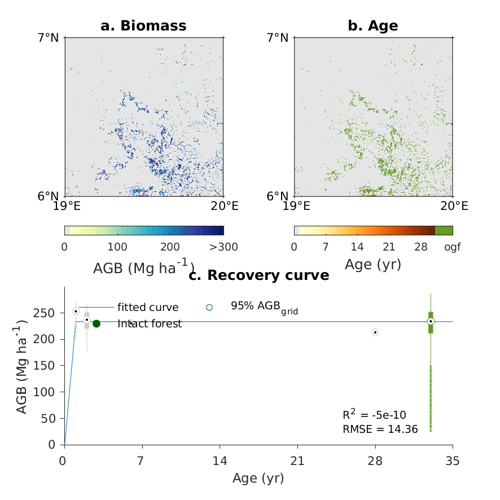 a. Biomass
b. Age
7°N
7°N
6°N
6°N
19°E
20°E
19°E
20°E
0 100 200 >300
0 7 14 21 28 ogf
AGB (Mg ha⁻¹)
Age (yr)
c. Recovery curve
fitted curve
95% AGB_grid
Intact forest
AGB (Mg ha⁻¹)
300
250
200
150
100
50
0
R² = -5e-10
RMSE = 14.36
0 7 14 21 28 35
Age (yr)